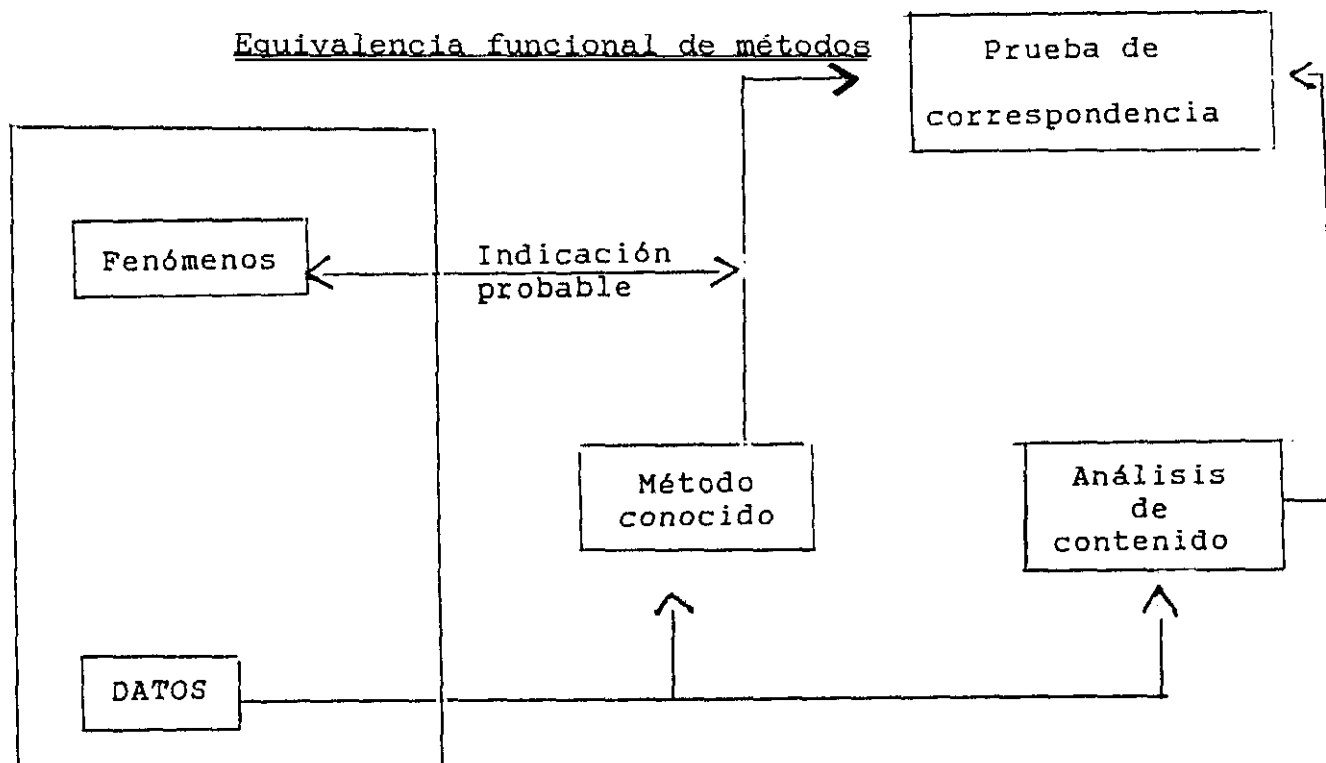 Equivalencia funcional de métodos
Prueba de
correspondencia
Fenómenos
Indicación
probable
Método
conocido
Análisis
de
contenido
DATOS